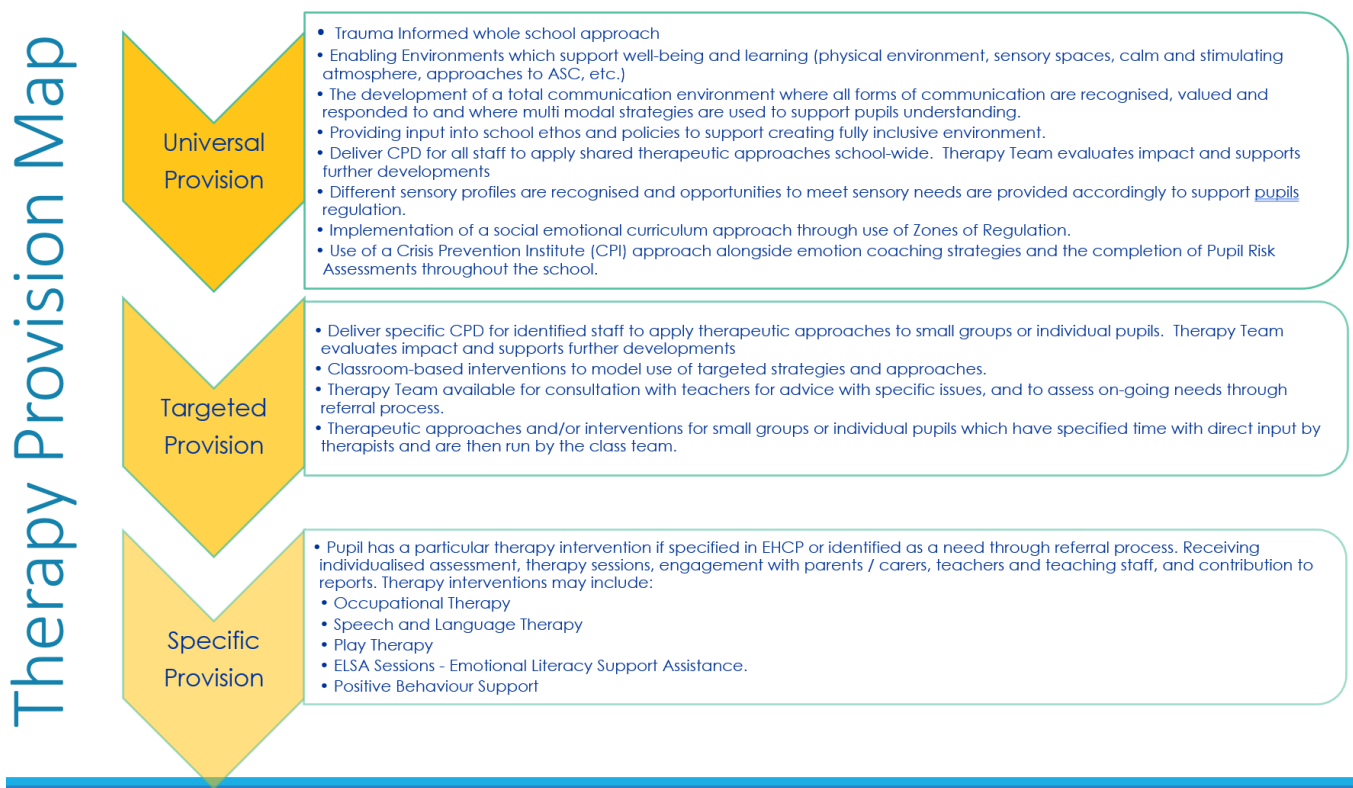 Therapy Provision Map
Universal
Provision
• Trauma Informed whole school approach
• Enabling Environments which support well-being and learning (physical environment, sensory spaces, calm and stimulating
atmosphere, approaches to ASC, etc.)
• The development of a total communication environment where all forms of communication are recognised, valued and
responded to and where multi modal strategies are used to support pupils understanding.
• Providing input into school ethos and policies to support creating fully inclusive environment.
• Deliver CPD for all staff to apply shared therapeutic approaches school-wide.  Therapy Team evaluates impact and supports
further developments
• Different sensory profiles are recognised and opportunities to meet sensory needs are provided accordingly to support pupils
regulation.
• Implementation of a social emotional curriculum approach through use of Zones of Regulation.
• Use of a Crisis Prevention Institute (CPI) approach alongside emotion coaching strategies and the completion of Pupil Risk
Assessments throughout the school.
Targeted
Provision
• Deliver specific CPD for identified staff to apply therapeutic approaches to small groups or individual pupils.  Therapy Team
evaluates impact and supports further developments
• Classroom-based interventions to model use of targeted strategies and approaches.
• Therapy Team available for consultation with teachers for advice with specific issues, and to assess on-going needs through
referral process.
• Therapeutic approaches and/or interventions for small groups or individual pupils which have specified time with direct input by
therapists and are then run by the class team.
Specific
Provision
• Pupil has a particular therapy intervention if specified in EHCP or identified as a need through referral process. Receiving
individualised assessment, therapy sessions, engagement with parents / carers, teachers and teaching staff, and contribution to
reports. Therapy interventions may include:
• Occupational Therapy
• Speech and Language Therapy
• Play Therapy
• ELSA Sessions - Emotional Literacy Support Assistance.
• Positive Behaviour Support